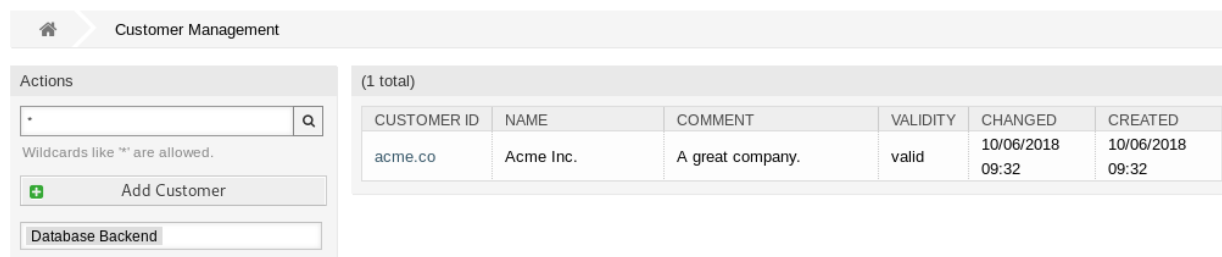 Customer Management
Actions
*
Wildcards like '*' are allowed.
Add Customer
Database Backend
(1 total)
CUSTOMER ID NAME COMMENT VALIDITY CHANGED CREATED
acme.co Acme Inc. A great company. valid 10/06/2018 09:32 10/06/2018 09:32